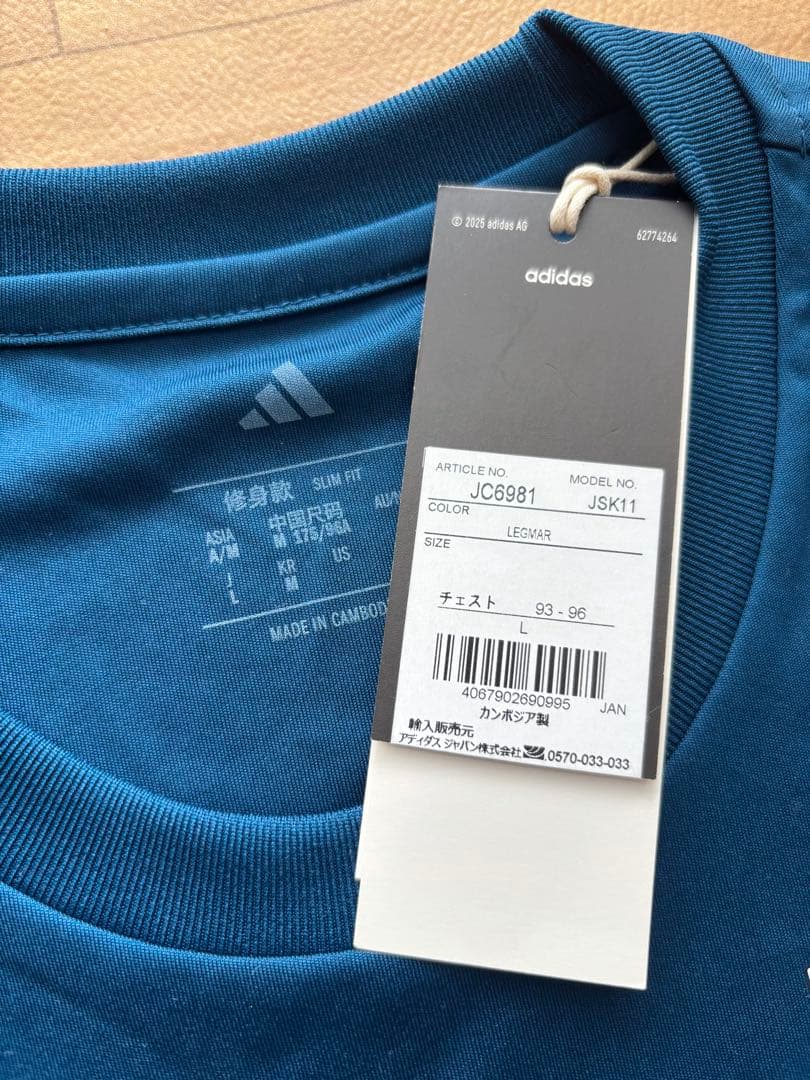 © 2025 adidas AG
62774264
adidas
ARTICLE NO.
MODEL NO.
JC6981
JSK11
COLOR
LEGMAR
SIZE
チェスト 93 - 96
L
4067902690995 JAN
カンボジア製
輸入販売元
アディダス ジャパン株式会社 0570-033-033
修身款 SLIM FIT
中国尺码
ASIA
A/M
M 175/96A
J
L
KR
M
US
MADE IN CAMBOD